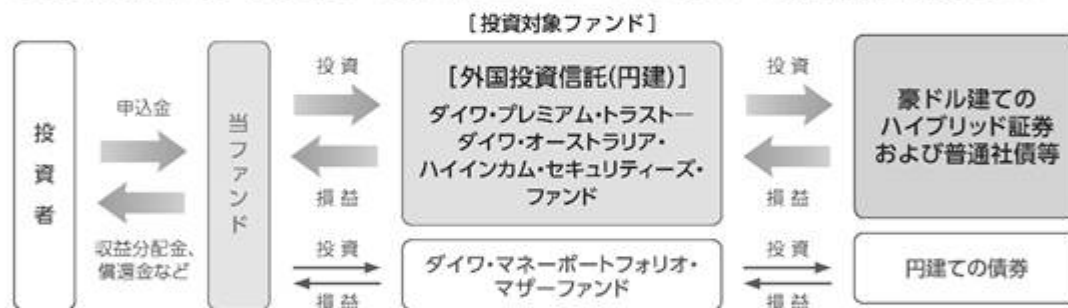 [投資対象ファンド]
投資者
申込金
収益分配金、
償還金など
当ファンド
投資
損益
[外国投資信託(円建)]
ダイワ・プレミアム・トラスト―
ダイワ・オーストラリア・
ハイインカム・セキュリティーズ・
ファンド
投資
損益
豪ドル建ての
ハイブリッド証券
および普通社債等
投資
損益
ダイワ・マネーポートフォリオ・
マザーファンド
投資
損益
円建ての債券